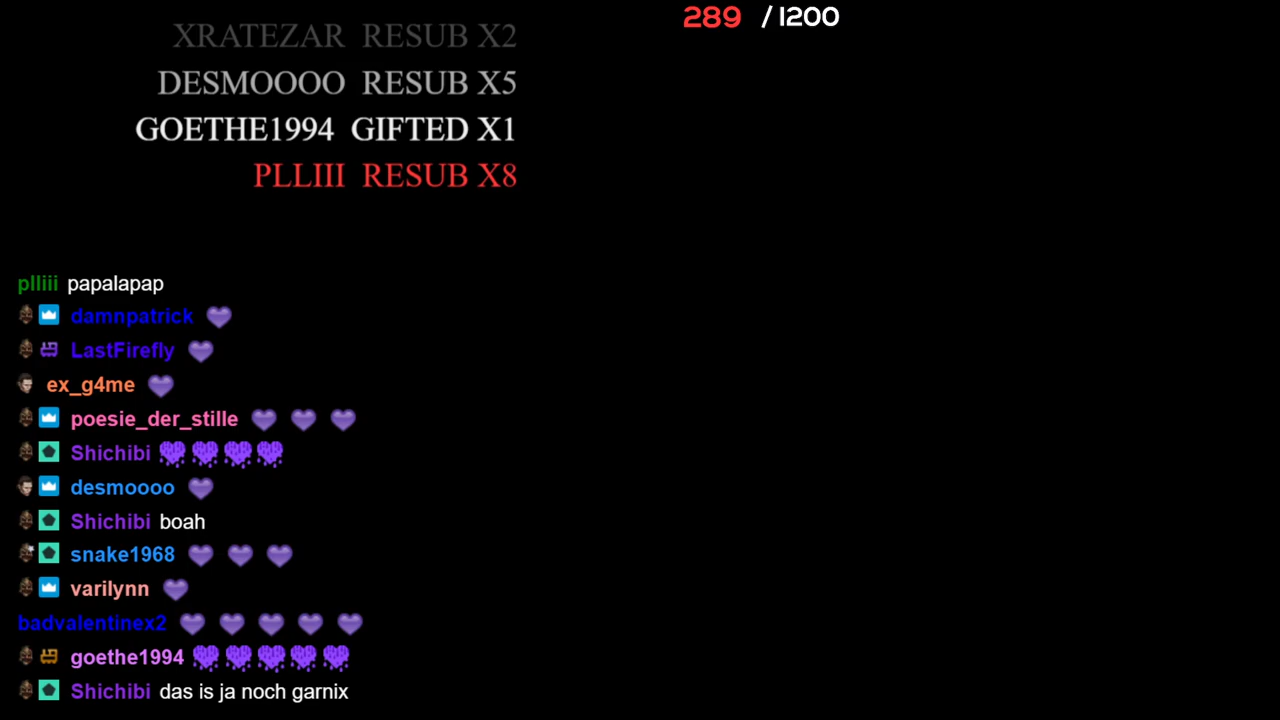 289 /1200
XRATEZAR RESUB X2
DESMOOOO RESUB X5
GOETHE1994 GIFTED X1
PLLIII RESUB X8
plliii papalapap
damnpatrick
LastFirefly
ex_g4me
poesie_der_stille
Shichibi
desmoooo
Shichibi boah
snake1968
varilynn
badvalentinex2
goethe1994
Shichibi das is ja noch garnix